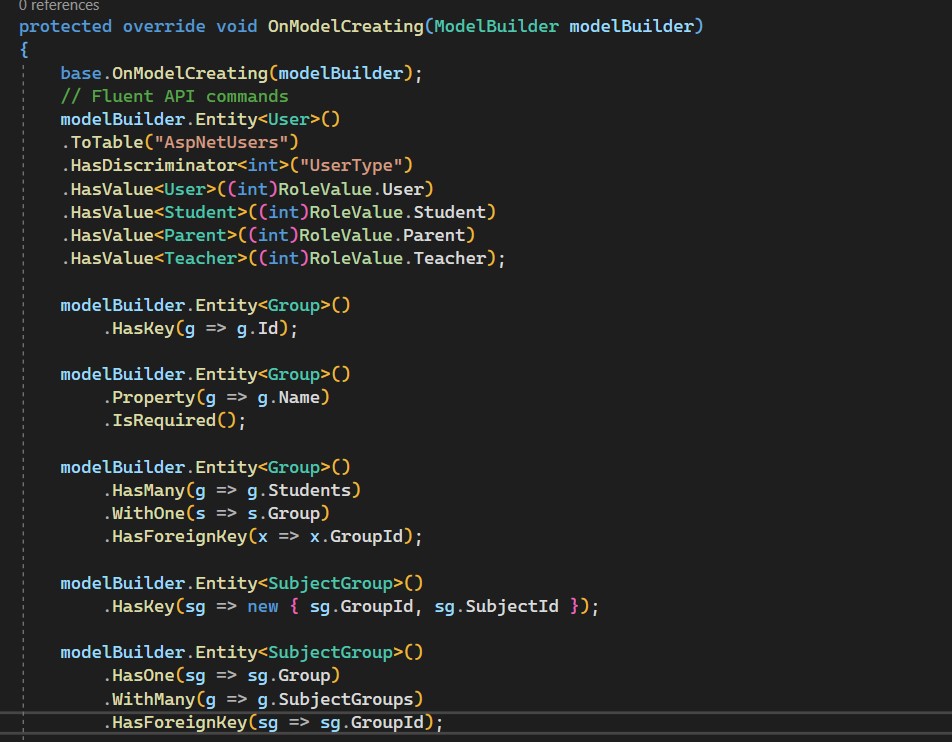 0 references
protected override void OnModelCreating(ModelBuilder modelBuilder)
{
    base.OnModelCreating(modelBuilder);
    // Fluent API commands
    modelBuilder.Entity<User>()
    .ToTable("AspNetUsers")
    .HasDiscriminator<int>("UserType")
    .HasValue<User>((int)RoleValue.User)
    .HasValue<Student>((int)RoleValue.Student)
    .HasValue<Parent>((int)RoleValue.Parent)
    .HasValue<Teacher>((int)RoleValue.Teacher);

    modelBuilder.Entity<Group>()
        .HasKey(g => g.Id);

    modelBuilder.Entity<Group>()
        .Property(g => g.Name)
        .IsRequired();

    modelBuilder.Entity<Group>()
        .HasMany(g => g.Students)
        .WithOne(s => s.Group)
        .HasForeignKey(x => x.GroupId);

    modelBuilder.Entity<SubjectGroup>()
        .HasKey(sg => new { sg.GroupId, sg.SubjectId });

    modelBuilder.Entity<SubjectGroup>()
        .HasOne(sg => sg.Group)
        .WithMany(g => g.SubjectGroups)
        .HasForeignKey(sg => sg.GroupId);